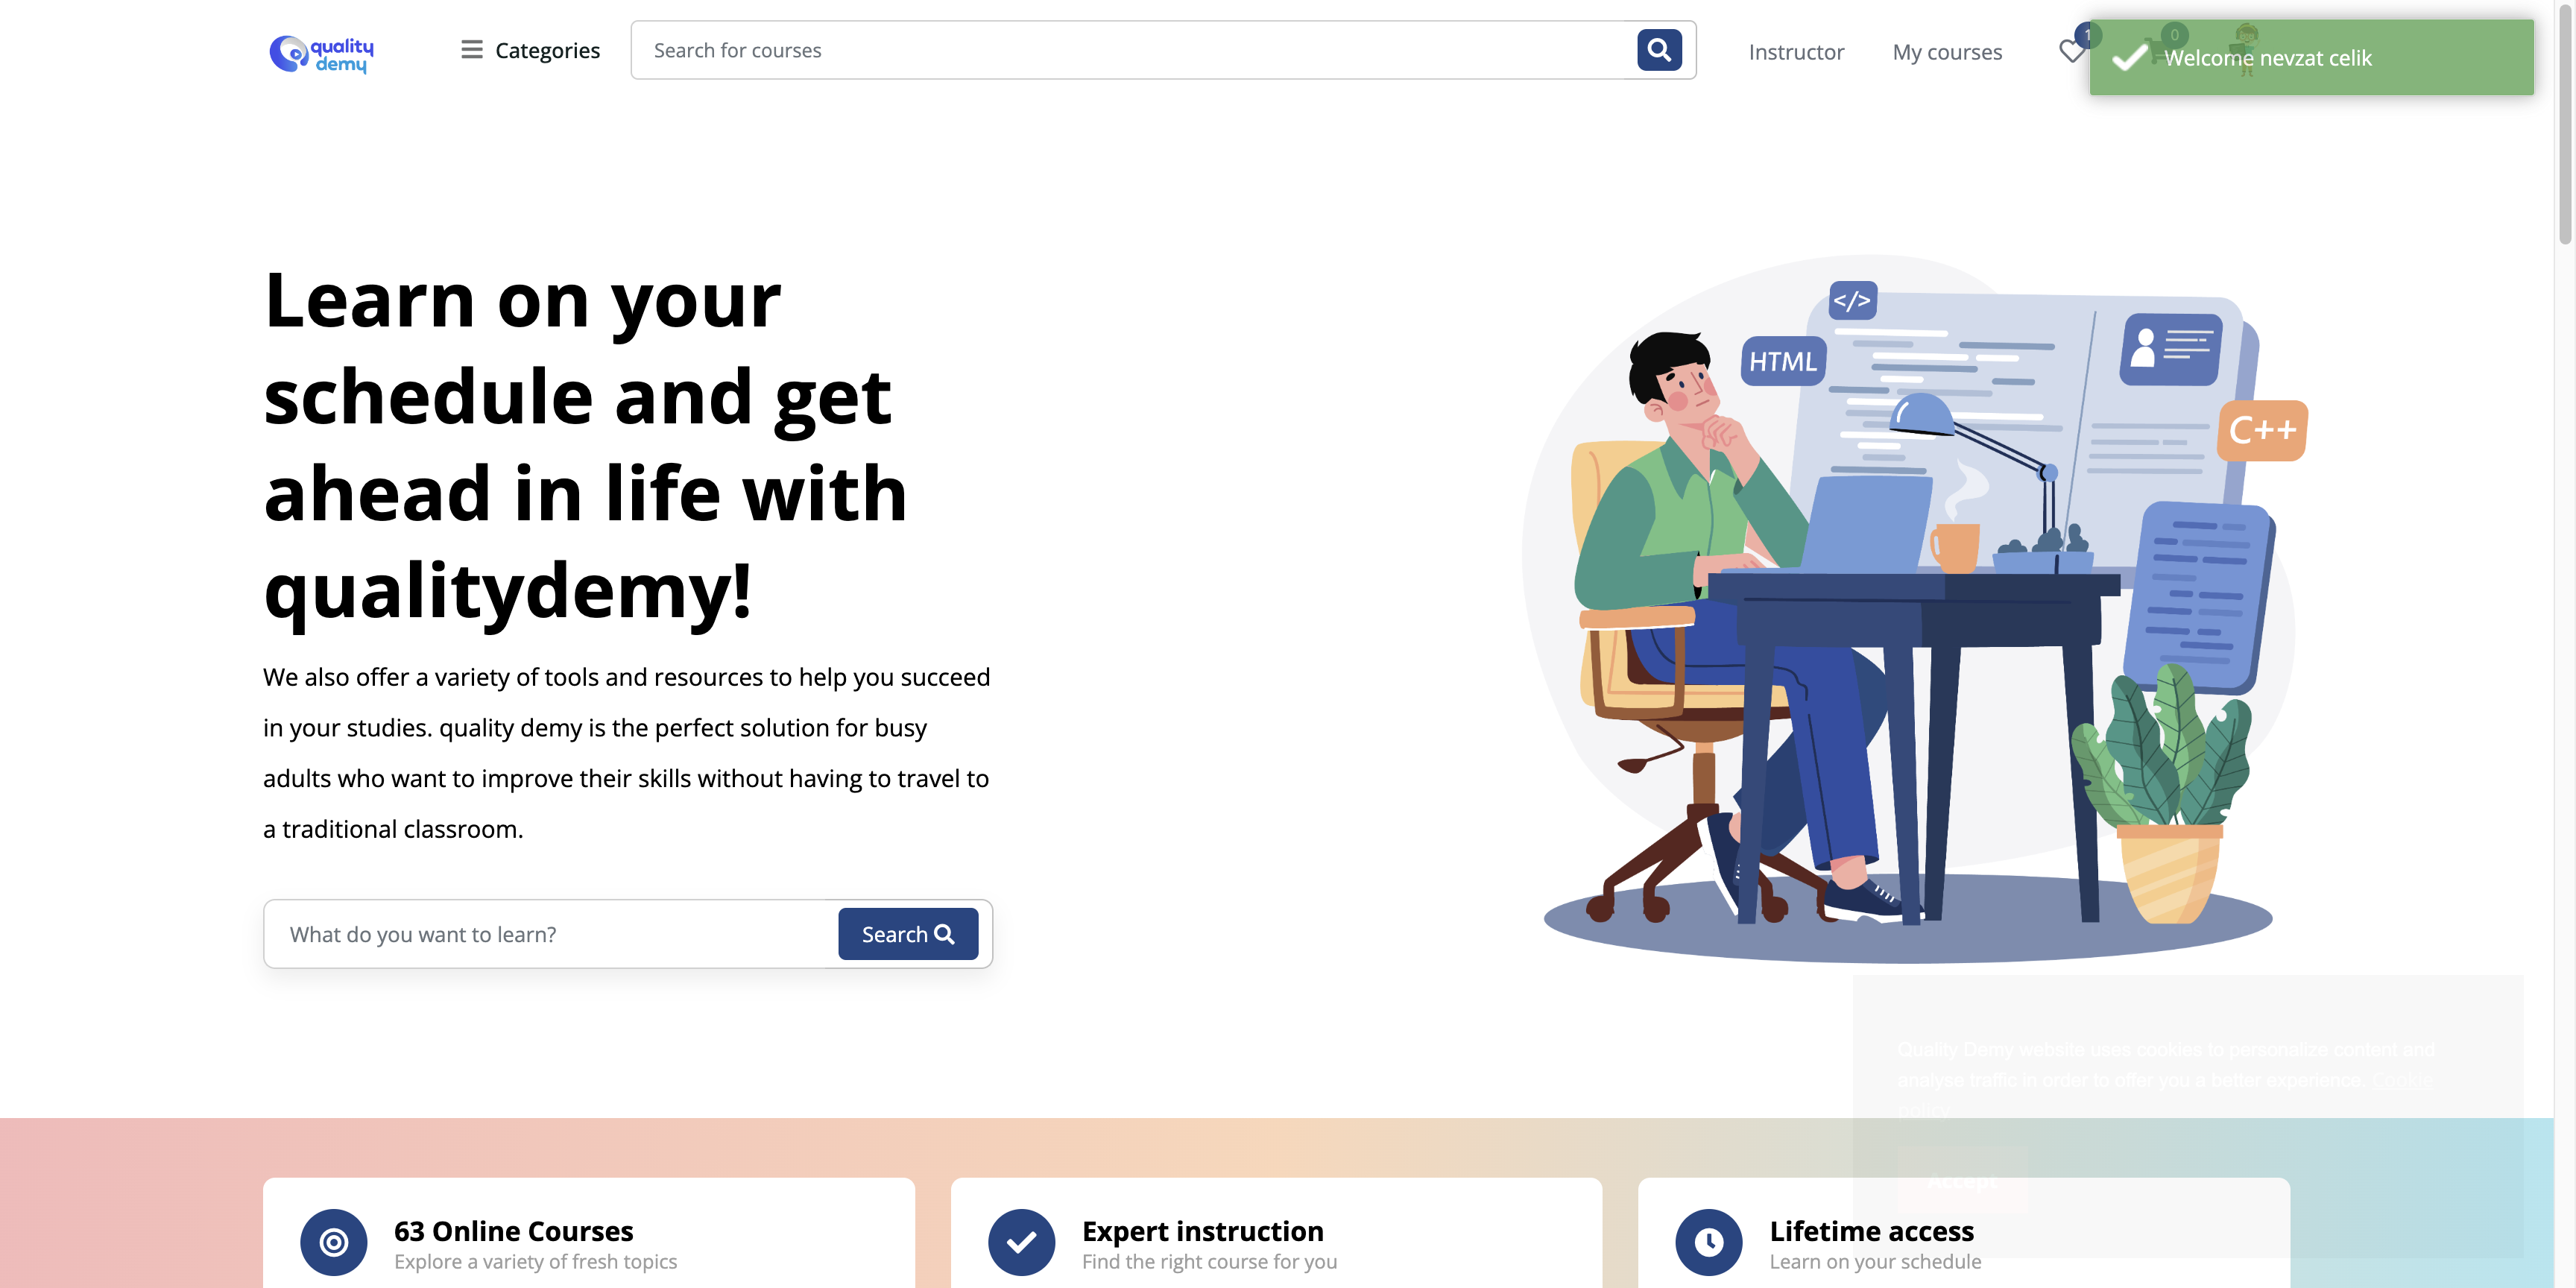 quality
demy
Categories
Search for courses
Instructor
My courses
1
0
Welcome nevzat celik
Learn on your
schedule and get
ahead in life with
qualitydemy!
We also offer a variety of tools and resources to help you succeed
in your studies. quality demy is the perfect solution for busy
adults who want to improve their skills without having to travel to
a traditional classroom.
What do you want to learn?
Search
</>
HTML
C++
Quality Demy website uses cookies to personalize content and
analyse traffic in order to offer you a better experience. Cookie
policy
Accept
63 Online Courses
Explore a variety of fresh topics
Expert instruction
Find the right course for you
Lifetime access
Learn on your schedule